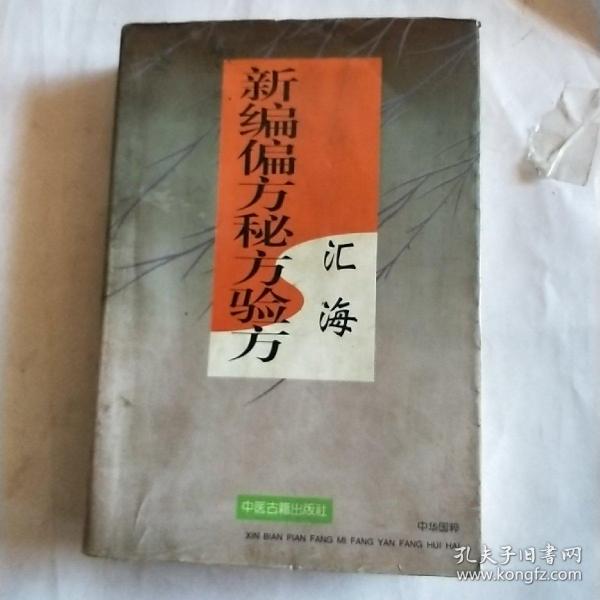 新编偏方秘方验方
汇海
中医古籍出版社
中华国粹
XIN BIAN PIAN FANG MI FANG YAN FANG HUI HAI
孔夫子旧书网
www.kongfz.com